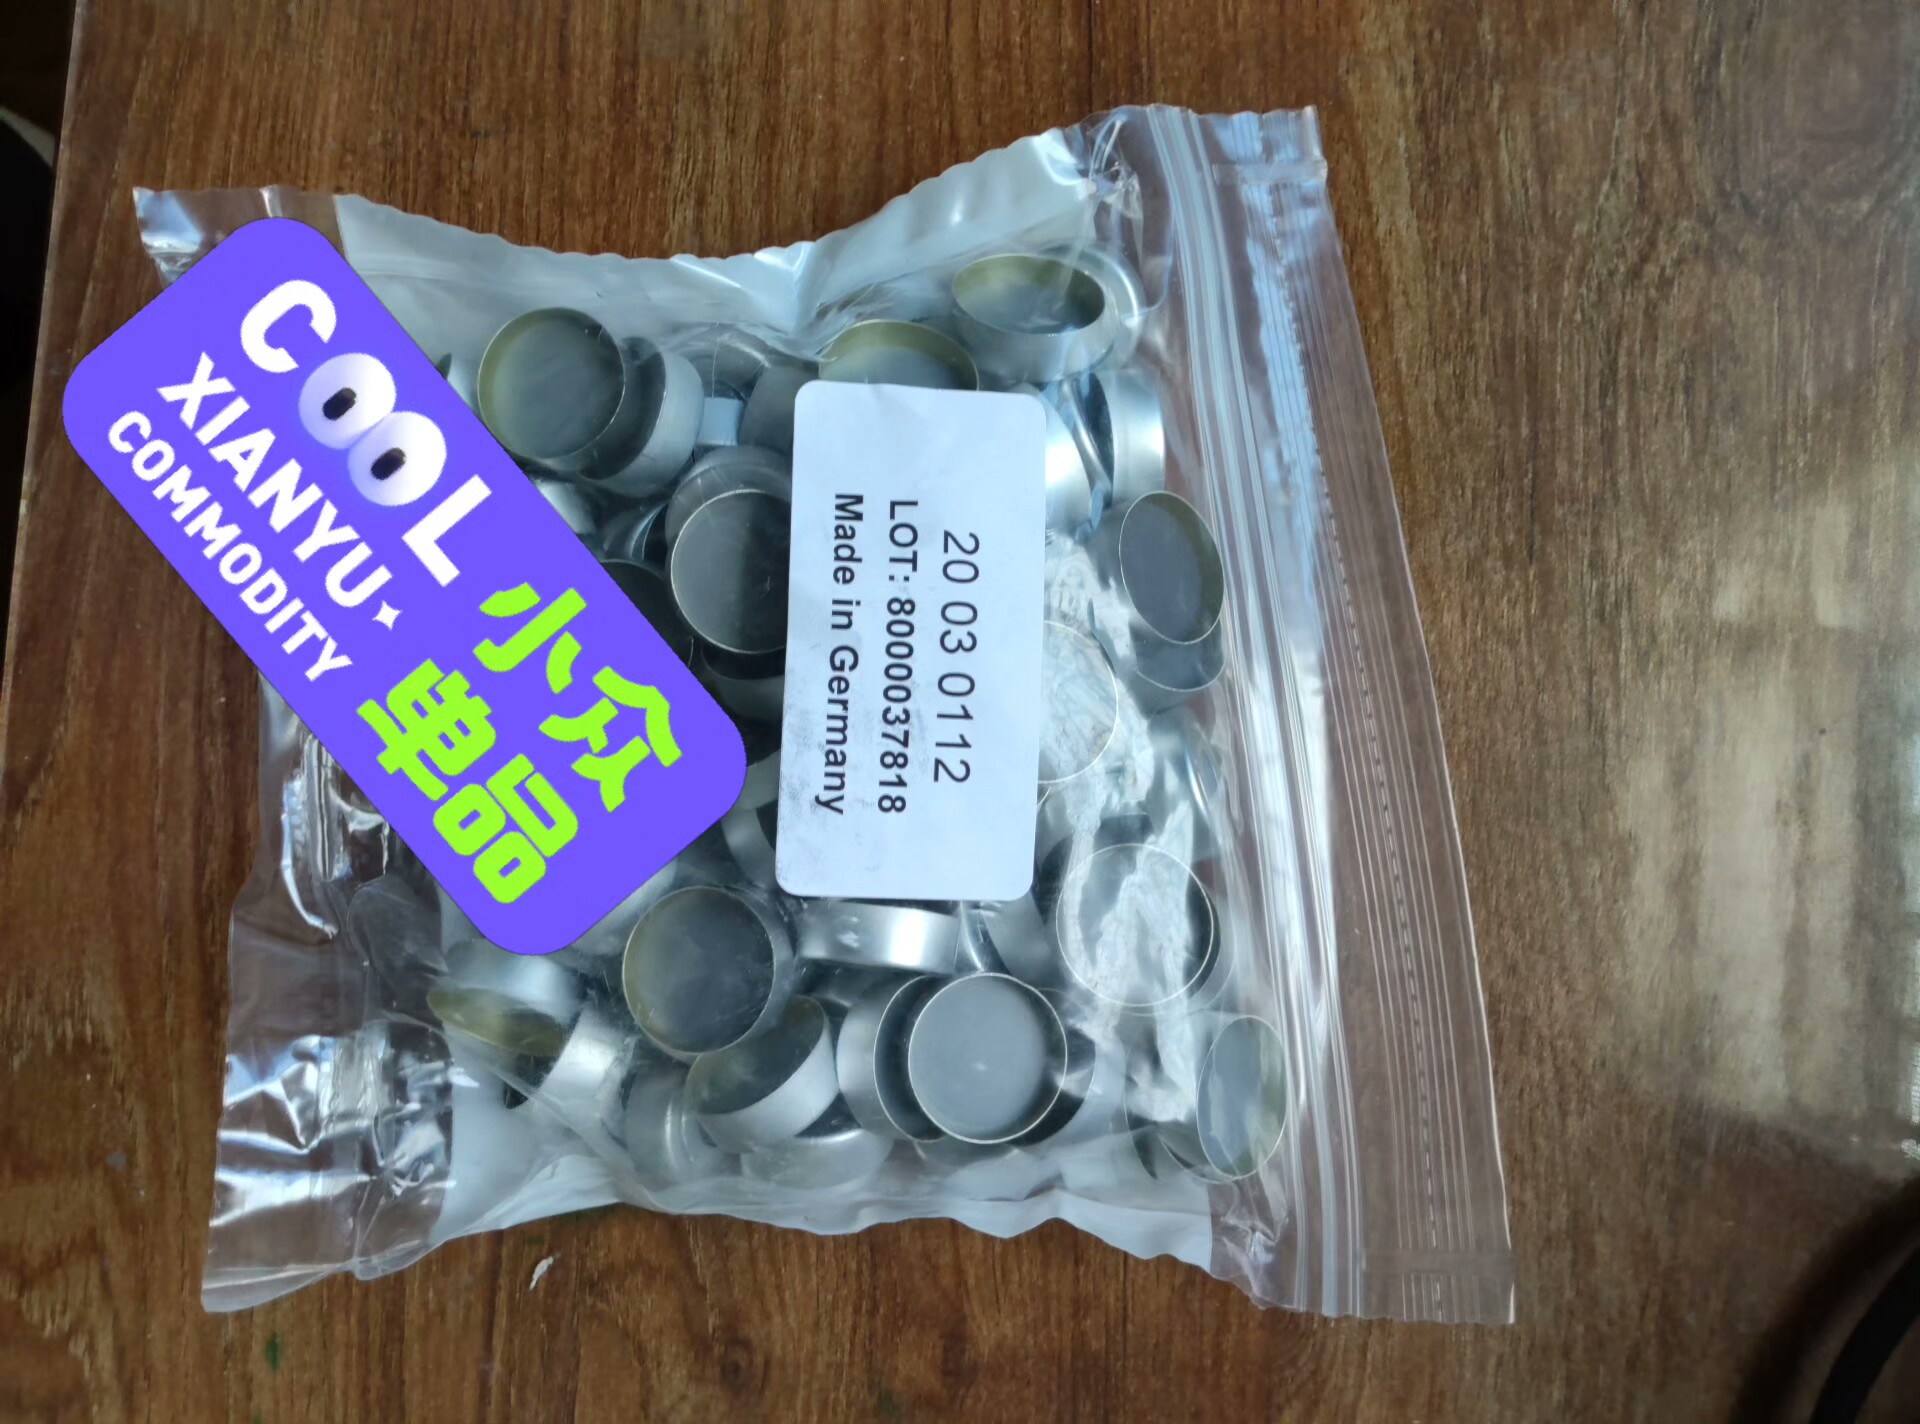 COOL
XIANYU
COMMODITY
小众
单品
20 03 0112
LOT: 8000037818
Made in Germany